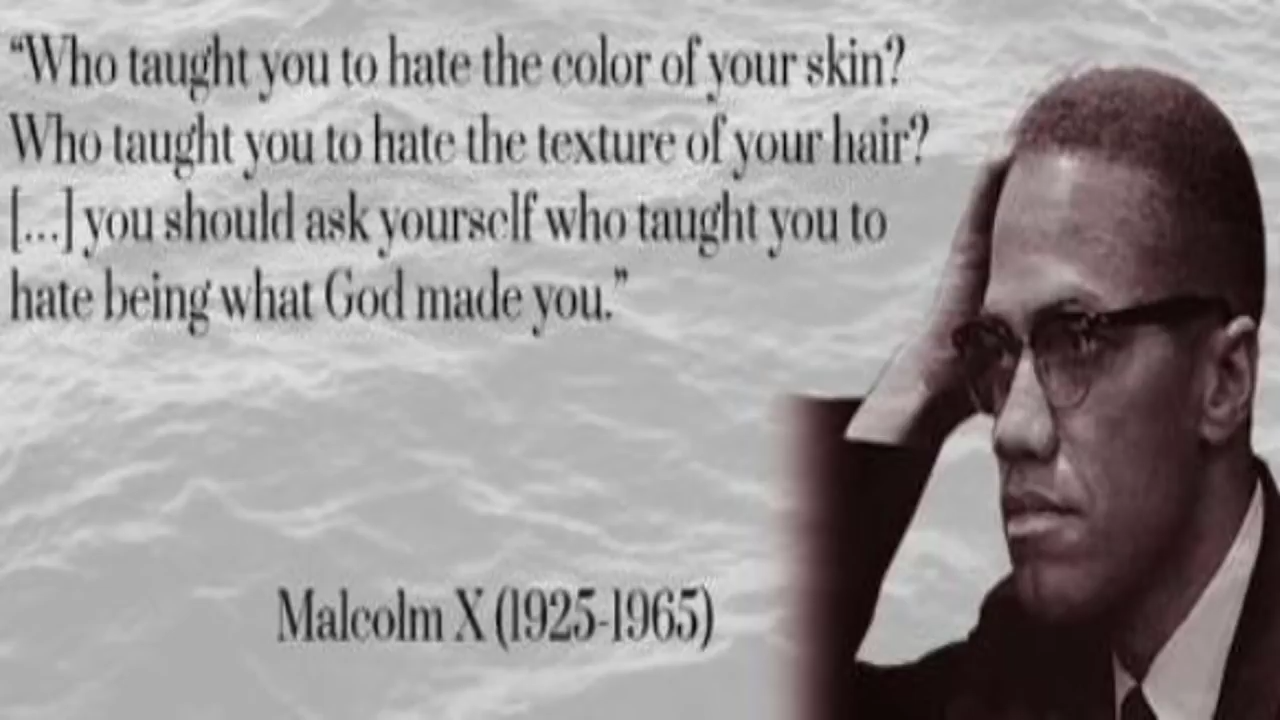 “Who taught you to hate the color of your skin?
Who taught you to hate the texture of your hair?
[...] you should ask yourself who taught you to
hate being what God made you.”
Malcolm X (1925-1965)